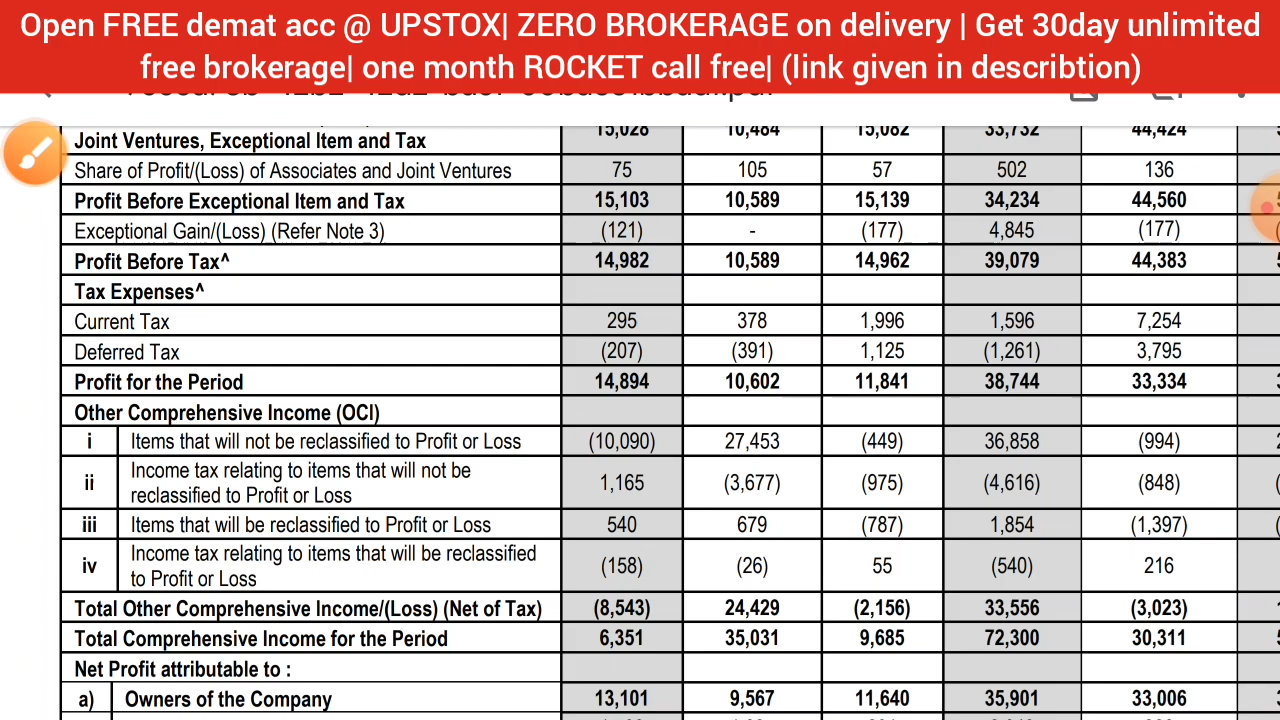 Open FREE demat acc @ UPSTOX| ZERO BROKERAGE on delivery | Get 30day unlimited
free brokerage| one month ROCKET call free| (link given in describtion)
Joint Ventures, Exceptional Item and Tax 15,028 10,484 15,082 33,732 44,424
Share of Profit/(Loss) of Associates and Joint Ventures 75 105 57 502 136
Profit Before Exceptional Item and Tax 15,103 10,589 15,139 34,234 44,560
Exceptional Gain/(Loss) (Refer Note 3) (121) - (177) 4,845 (177)
Profit Before Tax^ 14,982 10,589 14,962 39,079 44,383
Tax Expenses^
Current Tax 295 378 1,996 1,596 7,254
Deferred Tax (207) (391) 1,125 (1,261) 3,795
Profit for the Period 14,894 10,602 11,841 38,744 33,334
Other Comprehensive Income (OCI)
i Items that will not be reclassified to Profit or Loss (10,090) 27,453 (449) 36,858 (994)
ii Income tax relating to items that will not be
reclassified to Profit or Loss 1,165 (3,677) (975) (4,616) (848)
iii Items that will be reclassified to Profit or Loss 540 679 (787) 1,854 (1,397)
iv Income tax relating to items that will be reclassified
to Profit or Loss (158) (26) 55 (540) 216
Total Other Comprehensive Income/(Loss) (Net of Tax) (8,543) 24,429 (2,156) 33,556 (3,023)
Total Comprehensive Income for the Period 6,351 35,031 9,685 72,300 30,311
Net Profit attributable to :
a) Owners of the Company 13,101 9,567 11,640 35,901 33,006